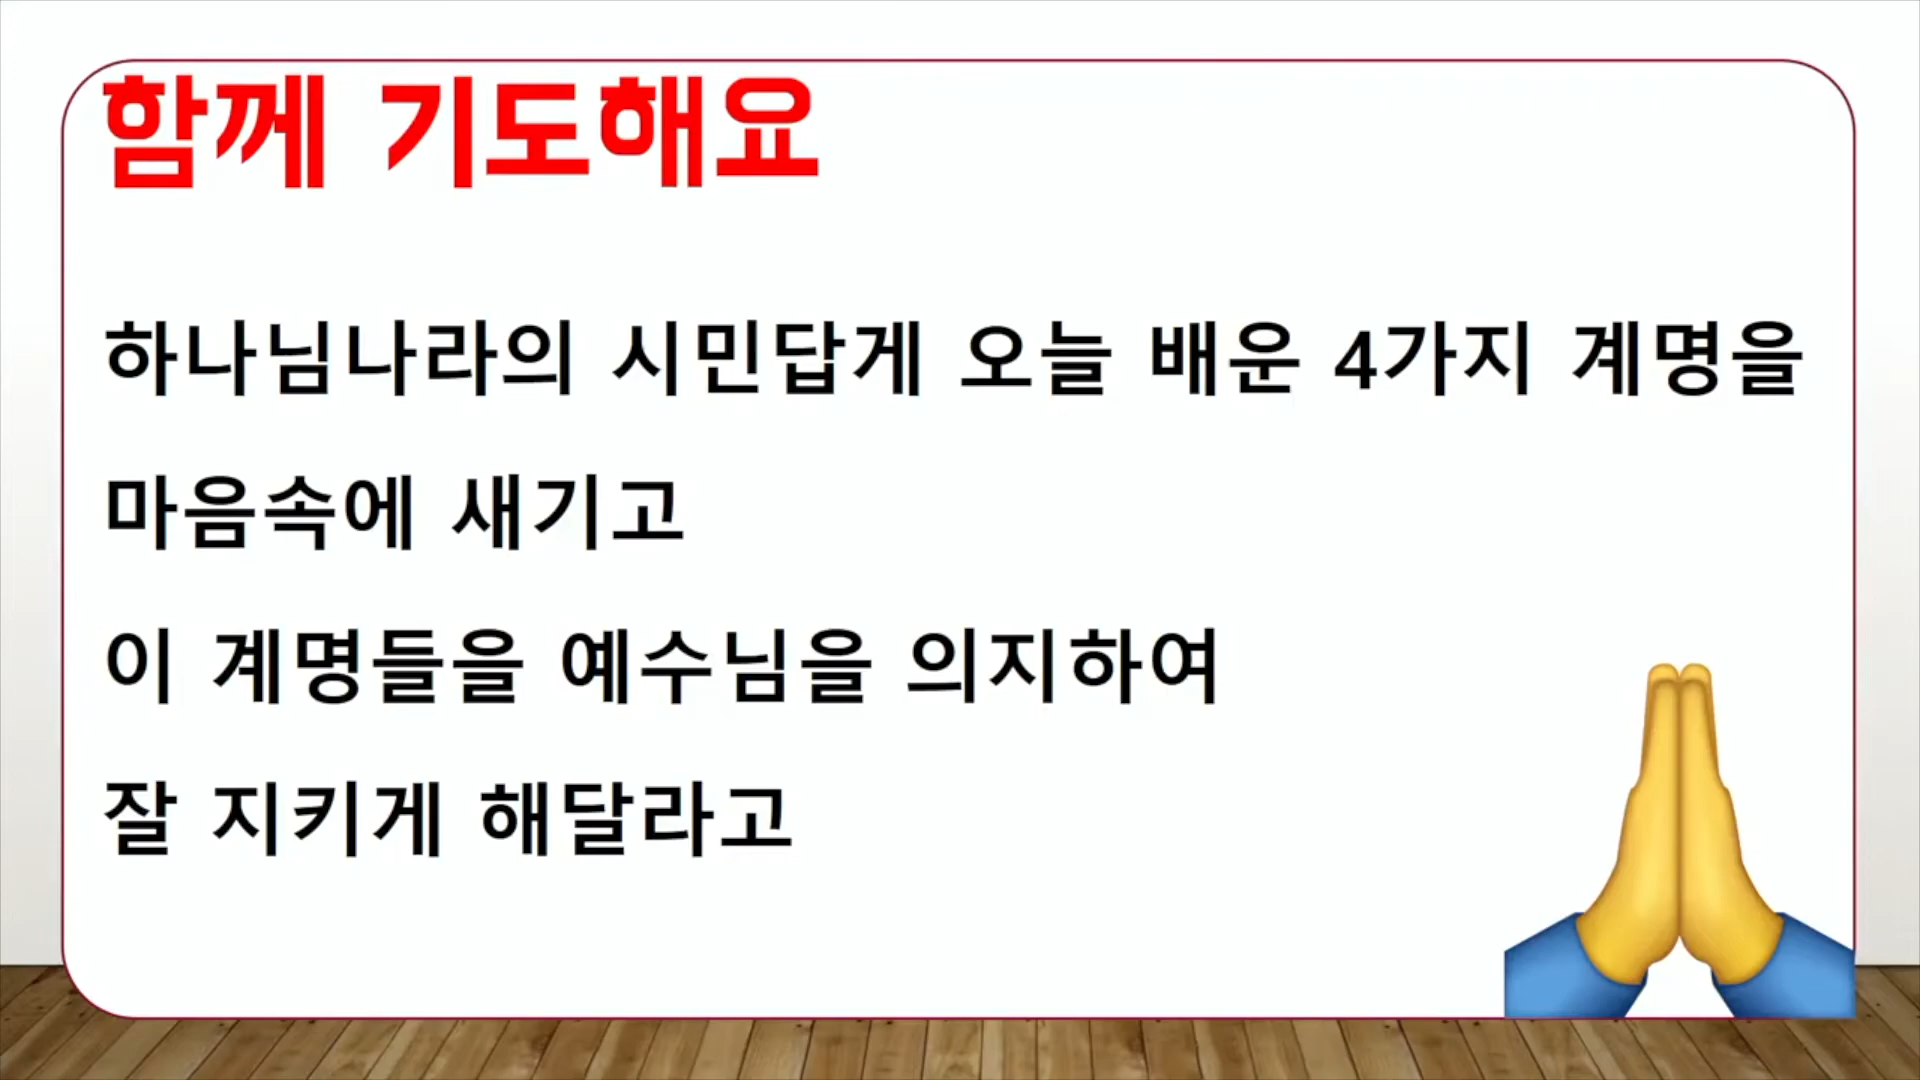 함께 기도해요
하나님나라의 시민답게 오늘 배운 4가지 계명을
마음속에 새기고
이 계명들을 예수님을 의지하여
잘 지키게 해달라고